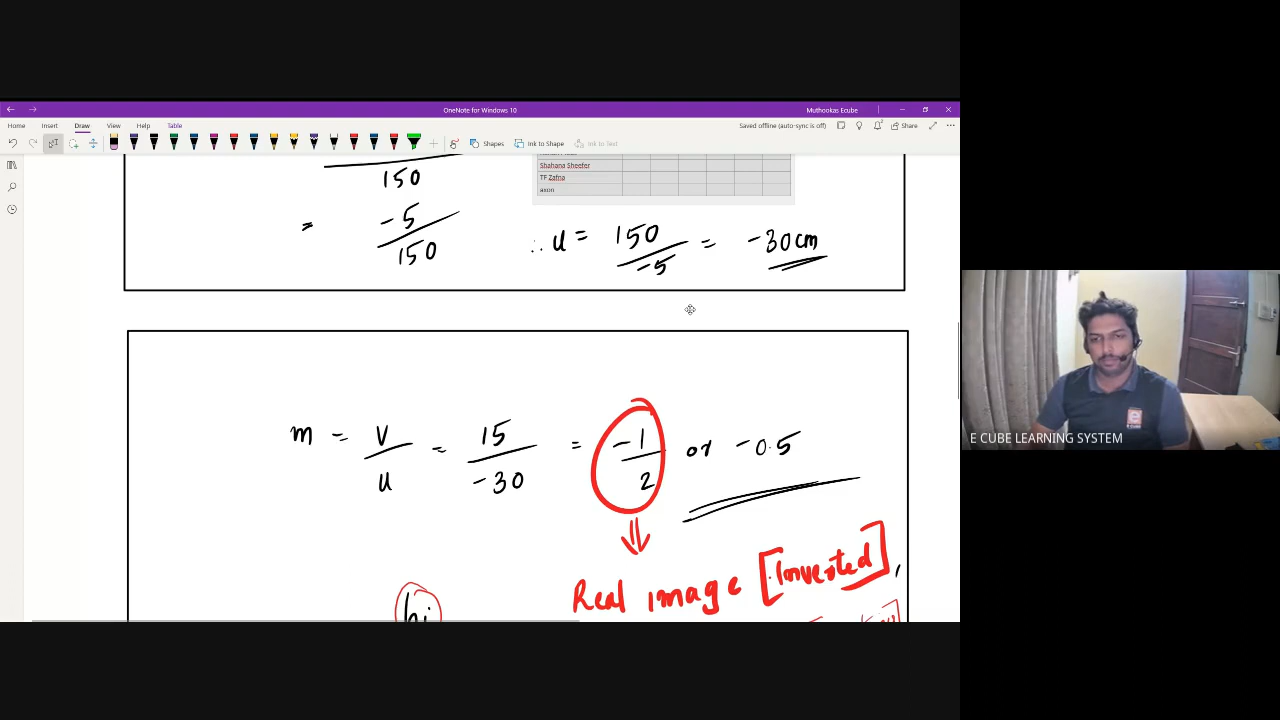 OneNote for Windows 10
Muthookas Ecube
Home Insert Draw View Help Table
Saved offline (auto-sync is off) Share
Shapes Ink to Shape Ink to Text
Shahana Sheefer
TF Zafna
axon
150
= -5/150
∴ u = 150/-5 = -30cm
m = v/u = 15/-30 = -1/2 or -0.5
Real image [Inverted],
hi
E CUBE LEARNING SYSTEM